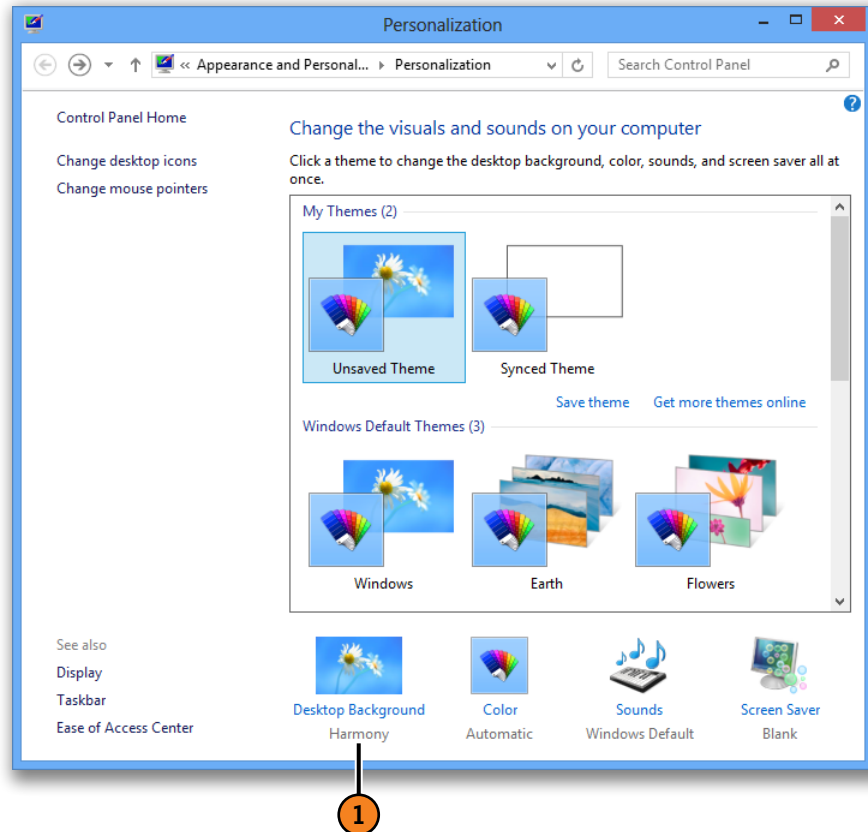 Personalization
« Appearance and Personal... Personalization
Search Control Panel
Control Panel Home
Change desktop icons
Change mouse pointers
Change the visuals and sounds on your computer
Click a theme to change the desktop background, color, sounds, and screen saver all at
once.
My Themes (2)
Unsaved Theme
Synced Theme
Save theme
Get more themes online
Windows Default Themes (3)
Windows
Earth
Flowers
See also
Display
Taskbar
Ease of Access Center
Desktop Background
Harmony
Color
Automatic
Sounds
Windows Default
Screen Saver
Blank
1